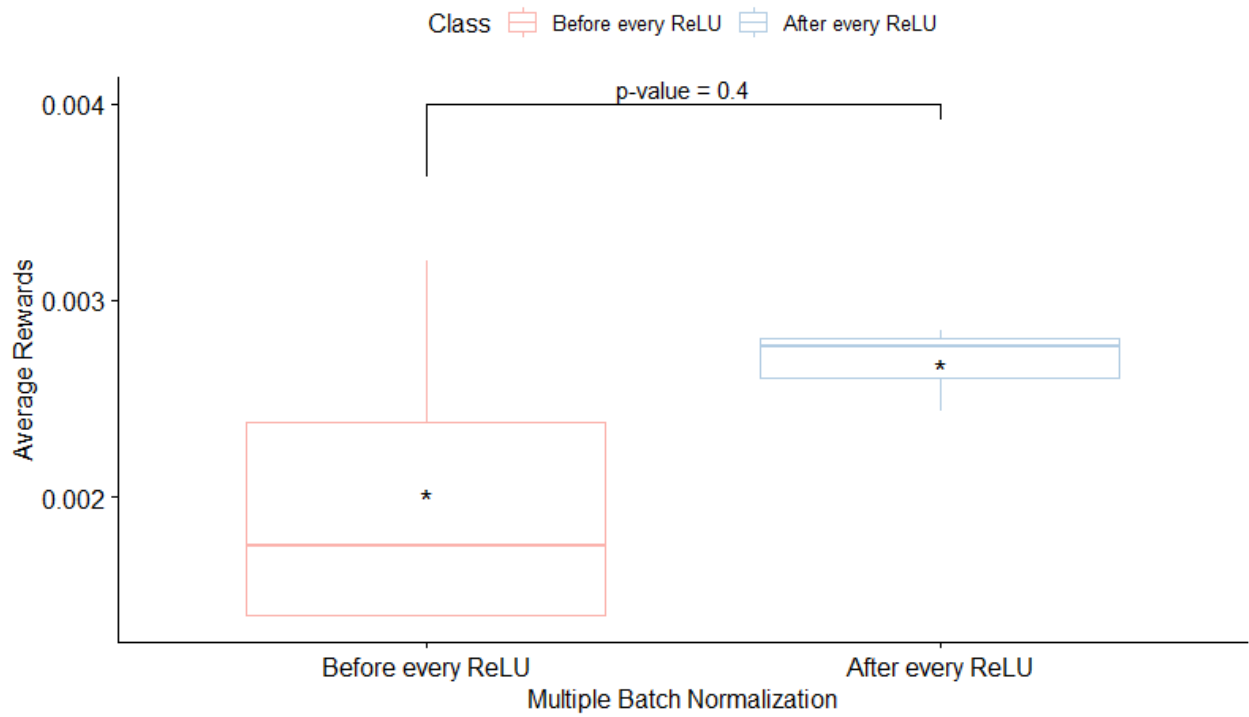 Class Before every ReLU After every ReLU
p-value = 0.4
0.004
0.003
0.002
Average Rewards
*
*
Before every ReLU After every ReLU
Multiple Batch Normalization